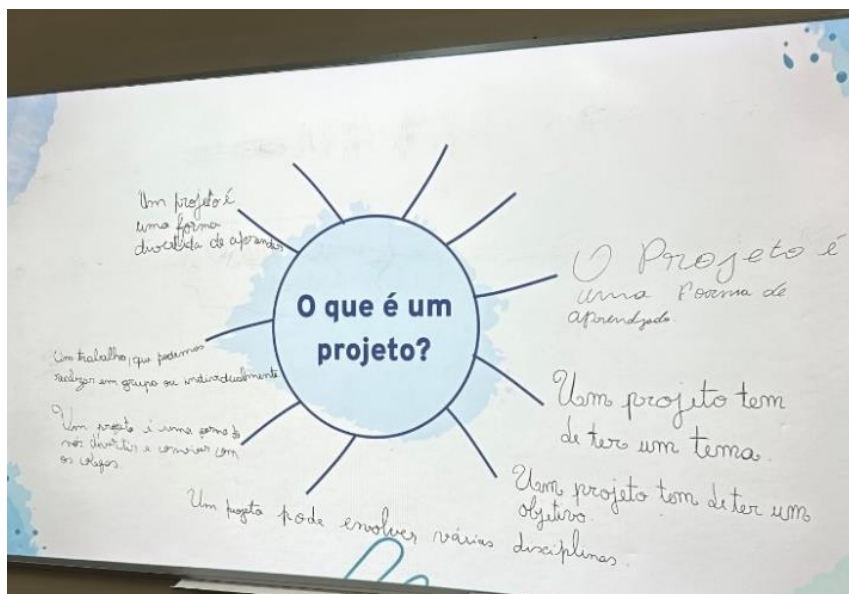 Um projeto é
uma forma
divertida de aprender
O que é um
projeto?
O Projeto é
uma Forma de
aprendizado.
Um trabalho, que podemos
realizar em grupo ou individualmente
Um projeto tem
de ter um tema.
Um projeto é uma forma de
nos divertir e conviver com
os colegas.
Um projeto tem de ter um
objetivo.
Um projeto pode envolver várias disciplinas.